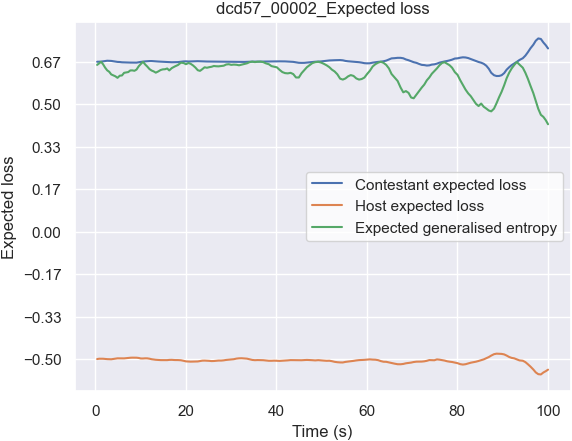 dcd57_00002_Expected loss
0.67
0.50
0.33
0.17
0.00
−0.17
−0.33
−0.50
Expected loss
Contestant expected loss
Host expected loss
Expected generalised entropy
0 20 40 60 80 100
Time (s)